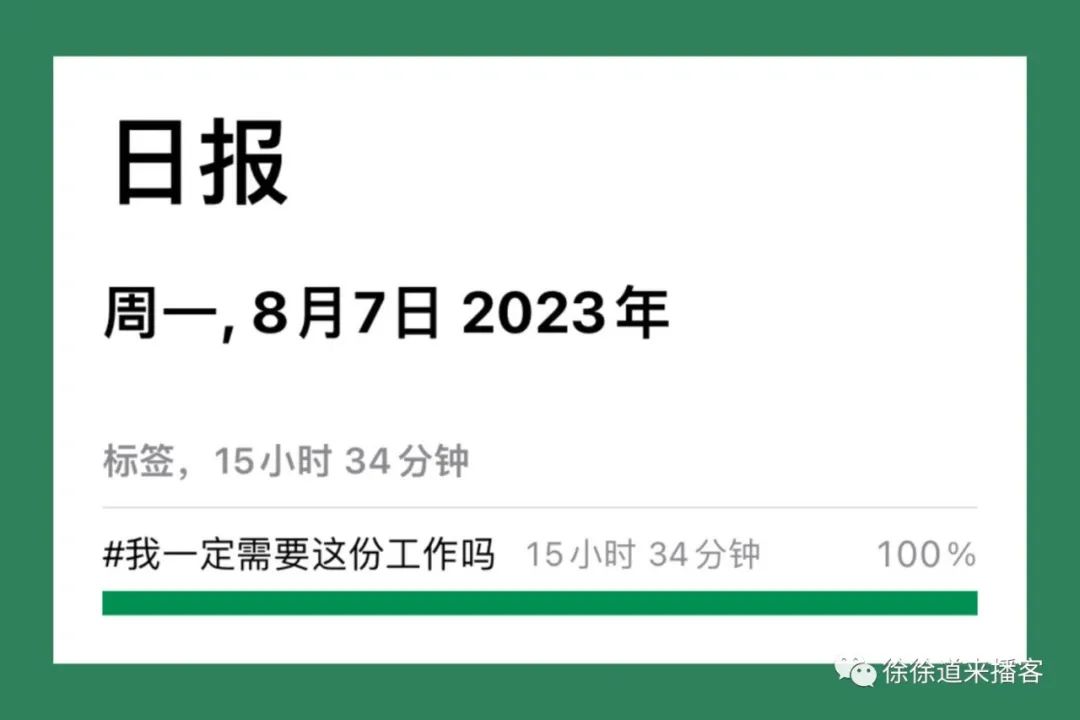 日报
周一, 8月7日 2023年
标签，15小时 34分钟
#我一定需要这份工作吗 15小时 34分钟 100%
徐徐道来播客